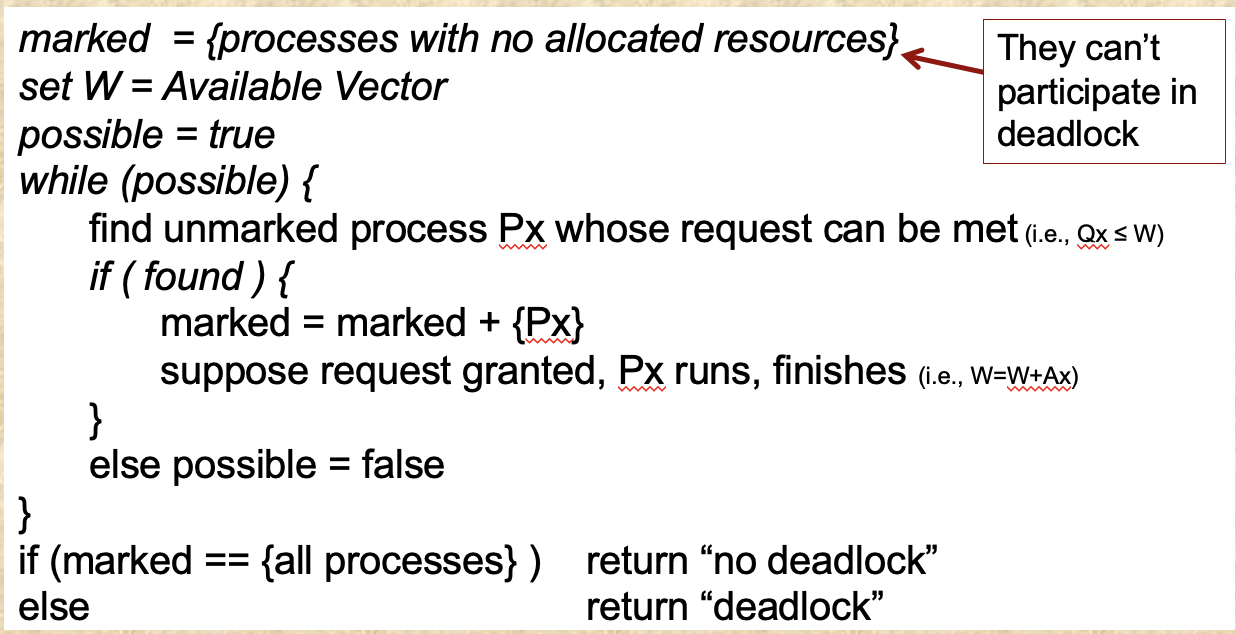 marked = {processes with no allocated resources}
set W = Available Vector
possible = true
while (possible) {
find unmarked process Px whose request can be met (i.e., Qx ≤ W)
if ( found ) {
marked = marked + {Px}
suppose request granted, Px runs, finishes (i.e., W=W+Ax)
}
else possible = false
}
if (marked == {all processes} ) return “no deadlock”
else return “deadlock”
They can’t
participate in
deadlock